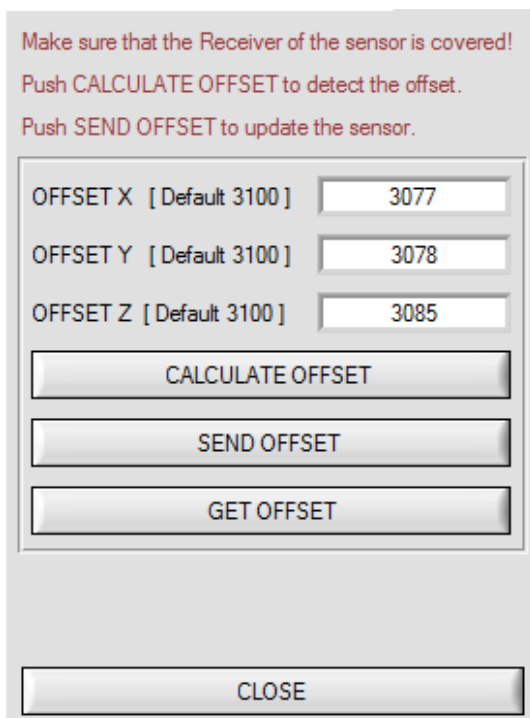 Make sure that the Receiver of the sensor is covered!
Push CALCULATE OFFSET to detect the offset.
Push SEND OFFSET to update the sensor.
OFFSET X [ Default 3100 ] 3077
OFFSET Y [ Default 3100 ] 3078
OFFSET Z [ Default 3100 ] 3085
CALCULATE OFFSET
SEND OFFSET
GET OFFSET
CLOSE